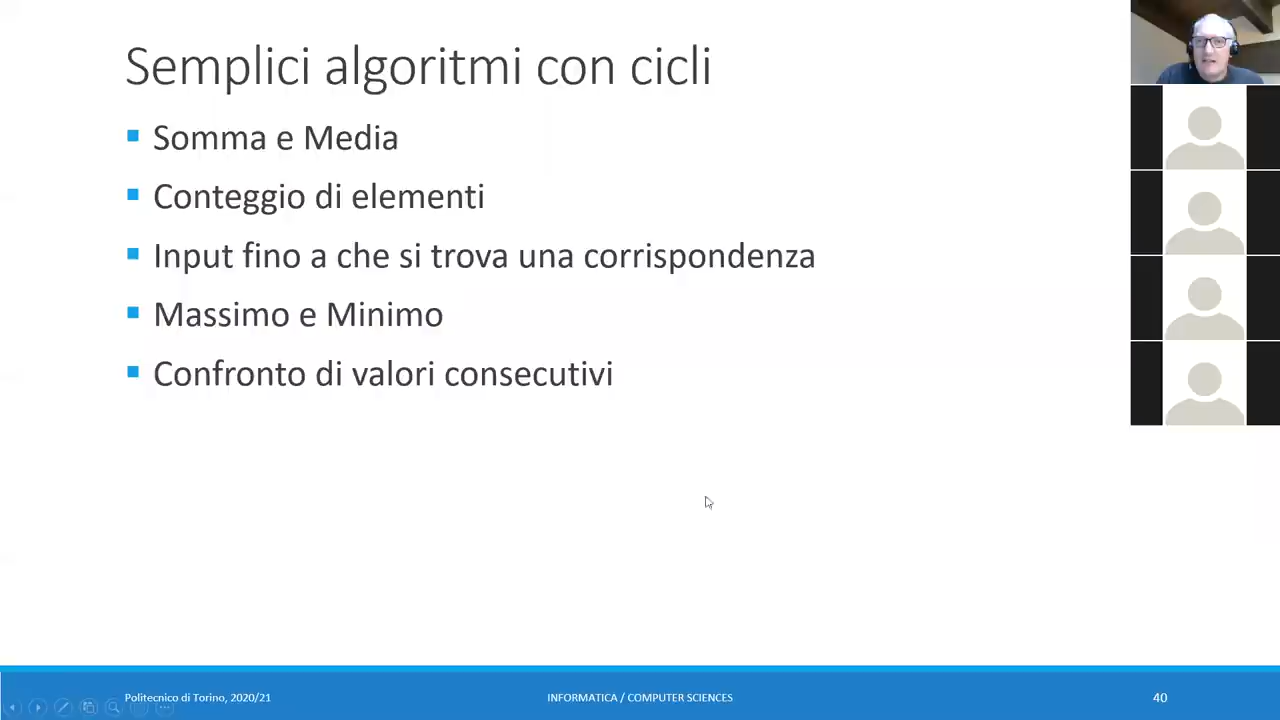 Semplici algoritmi con cicli
Somma e Media
Conteggio di elementi
Input fino a che si trova una corrispondenza
Massimo e Minimo
Confronto di valori consecutivi
Politecnico di Torino, 2020/21
INFORMATICA / COMPUTER SCIENCES
40